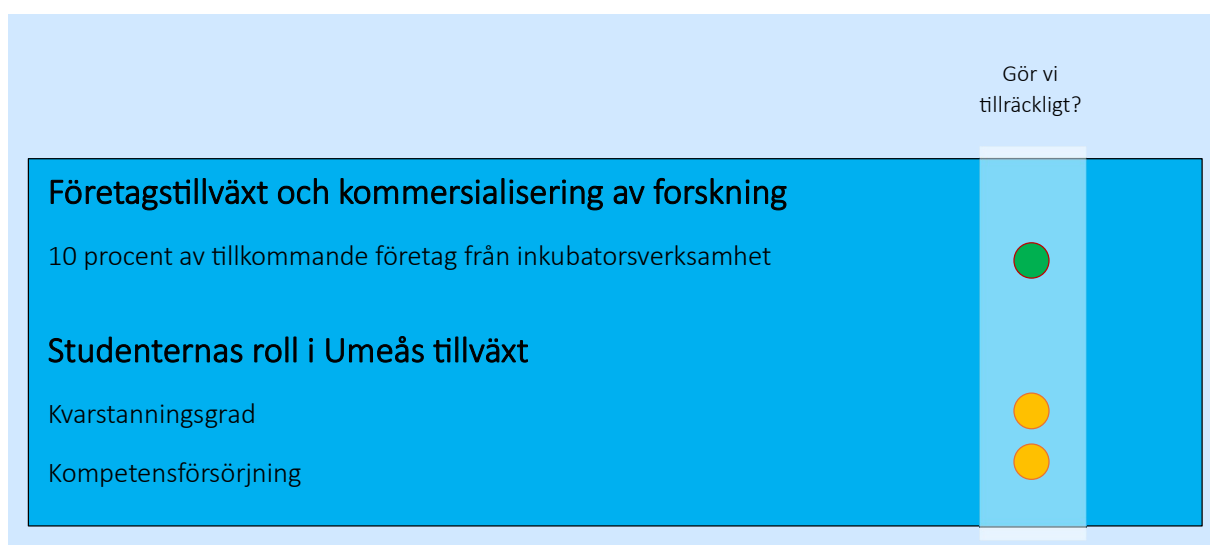 Gör vi
tillräckligt?
Företagstillväxt och kommersialisering av forskning
10 procent av tillkommande företag från inkubatorsverksamhet
Studenternas roll i Umeås tillväxt
Kvarstanningsgrad
Kompetensförsörjning